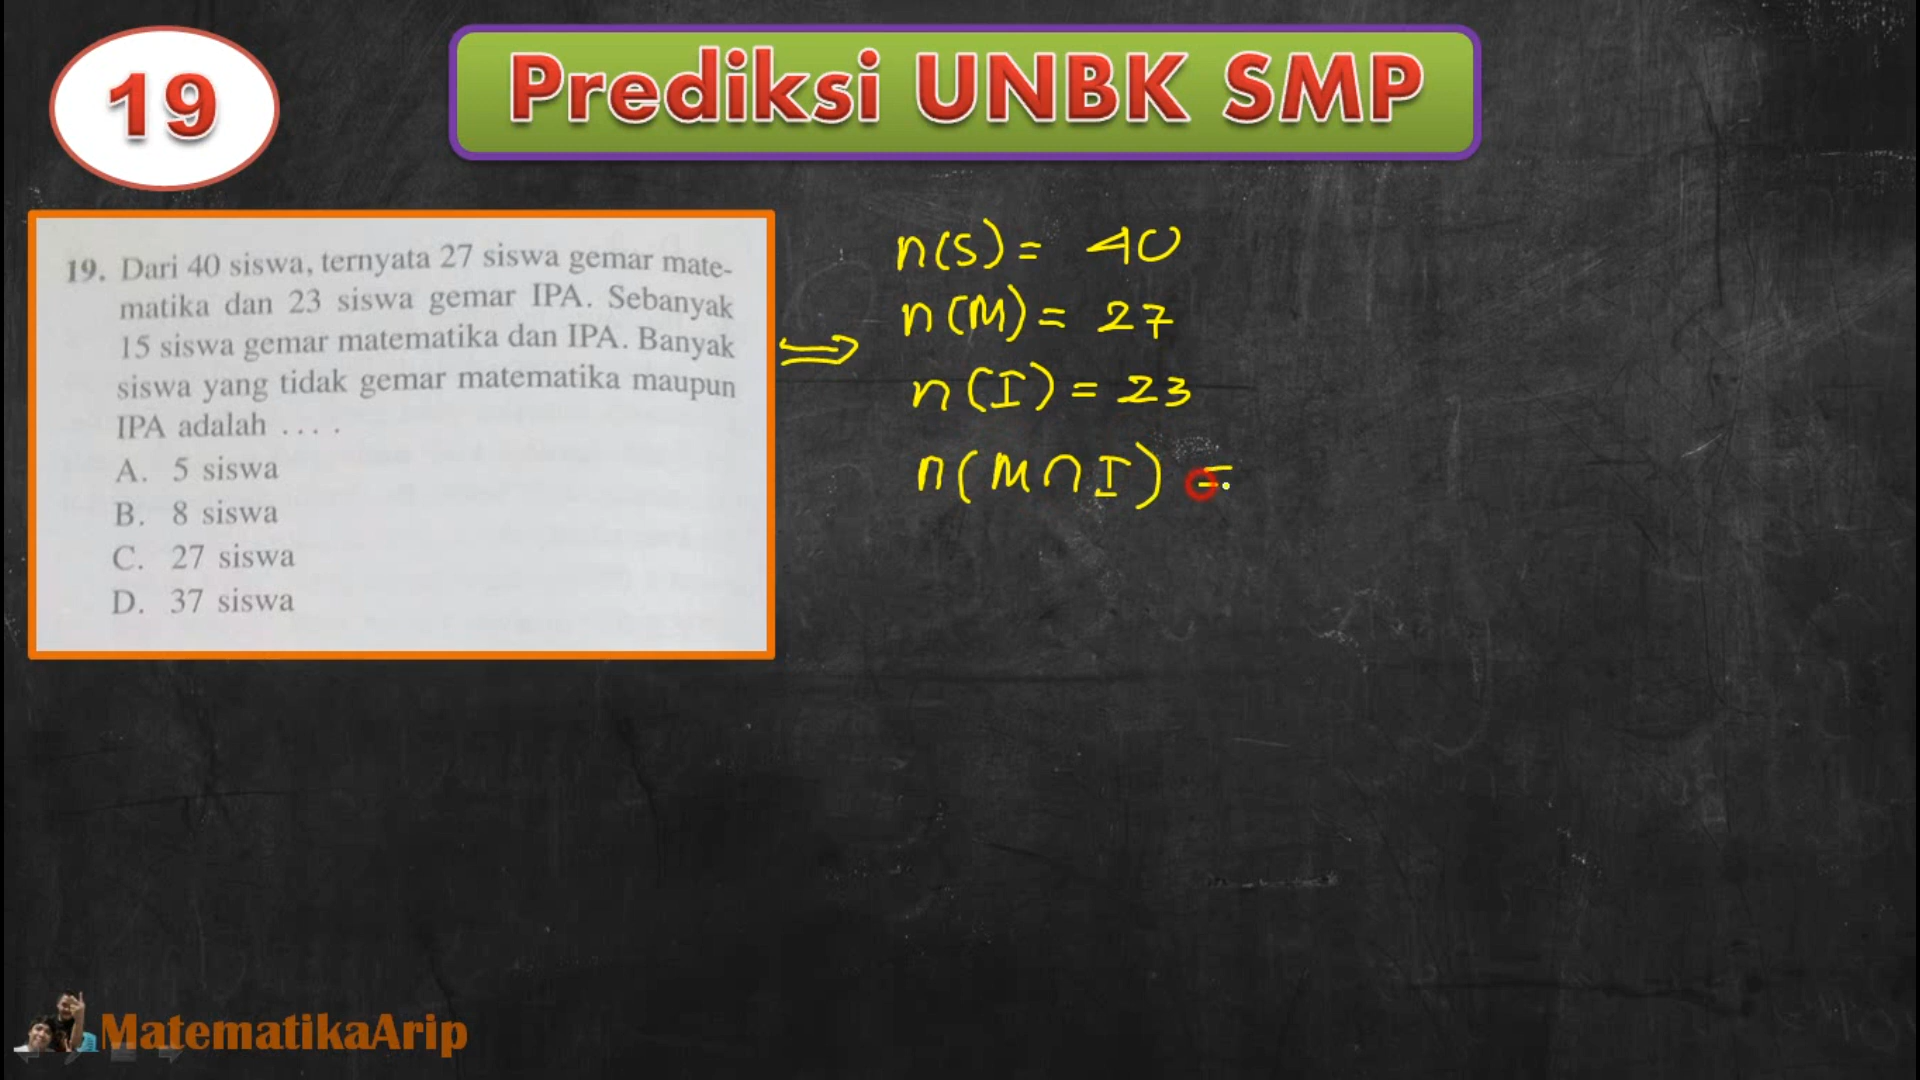 19
Prediksi UNBK SMP
19. Dari 40 siswa, ternyata 27 siswa gemar mate-
matika dan 23 siswa gemar IPA. Sebanyak
15 siswa gemar matematika dan IPA. Banyak
siswa yang tidak gemar matematika maupun
IPA adalah ....
A. 5 siswa
B. 8 siswa
C. 27 siswa
D. 37 siswa
n(S) = 40
n(M) = 27
n(I) = 23
n(M∩I) =
MatematikaArip